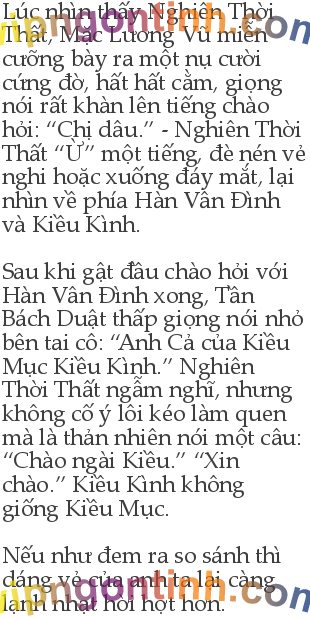 Lúc nhìn thấy Nghiên Thời
Thất, Mặc Lương Vũ miễn
cưỡng bày ra một nụ cười
cứng đờ, hất hất cằm, giọng
nói rất khàn lên tiếng chào
hỏi: “Chị dâu.” - Nghiên Thời
Thất “Ừ” một tiếng, đè nén vẻ
nghi hoặc xuống đáy mắt, lại
nhìn về phía Hàn Vân Đình
và Kiều Kình.
Sau khi gật đầu chào hỏi với
Hàn Vân Đình xong, Tần
Bách Duật thấp giọng nói nhỏ
bên tai cô: “Anh Cả của Kiều
Mục Kiều Kình.” Nghiên
Thời Thất ngẫm nghĩ, nhưng
không cố ý lôi kéo làm quen
mà là thản nhiên nói một câu:
“Chào ngài Kiều.” “Xin
chào.” Kiều Kình không
giống Kiều Mục.
Nếu như đem ra so sánh thì
dáng vẻ của anh ta lại càng
lạnh nhạt hời hợt hơn.
vipngontinh.com
vipngontinh.com